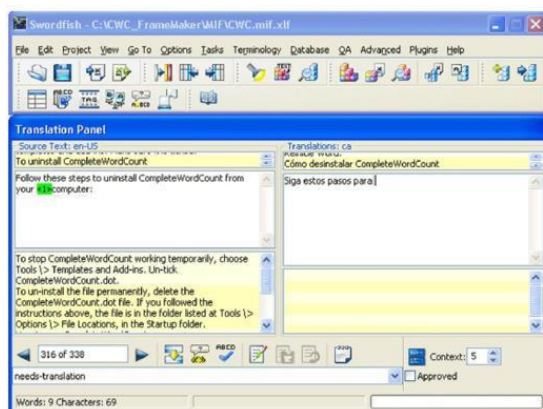 Swordfish - C:\CWC_FrameMaker\MIF\CWC.mif.xlf
File Edit Project View Go To Options Tasks Terminology Database QA Advanced Plugins Help
Translation Panel
Source Text: en-US
Translations: ca
To uninstall CompleteWordCount
Cómo desinstalar CompleteWordCount
Follow these steps to uninstall CompleteWordCount from
your <1>computer:
Siga estos pasos para
To stop CompleteWordCount working temporarily, choose
Tools \> Templates and Add-ins. Un-tick
CompleteWordCount.dot.
To un-install the file permanently, delete the
CompleteWordCount.dot file. If you followed the
instructions above, the file is in the folder listed at Tools \>
Options \> File Locations, in the Startup folder.
316 of 338
ABCD
Context: 5
needs-translation
Approved
Words: 9 Characters: 69